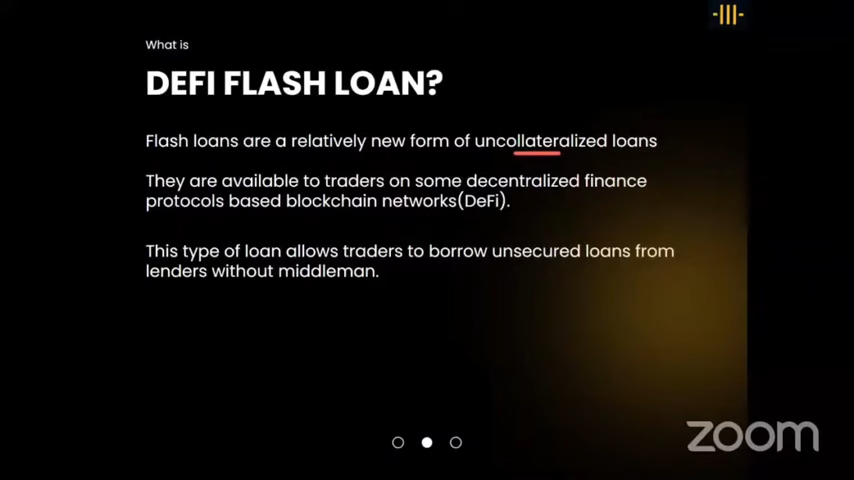 What is
DEFI FLASH LOAN?
Flash loans are a relatively new form of uncollateralized loans
They are available to traders on some decentralized finance
protocols based blockchain networks(DeFi).
This type of loan allows traders to borrow unsecured loans from
lenders without middleman.
zoom